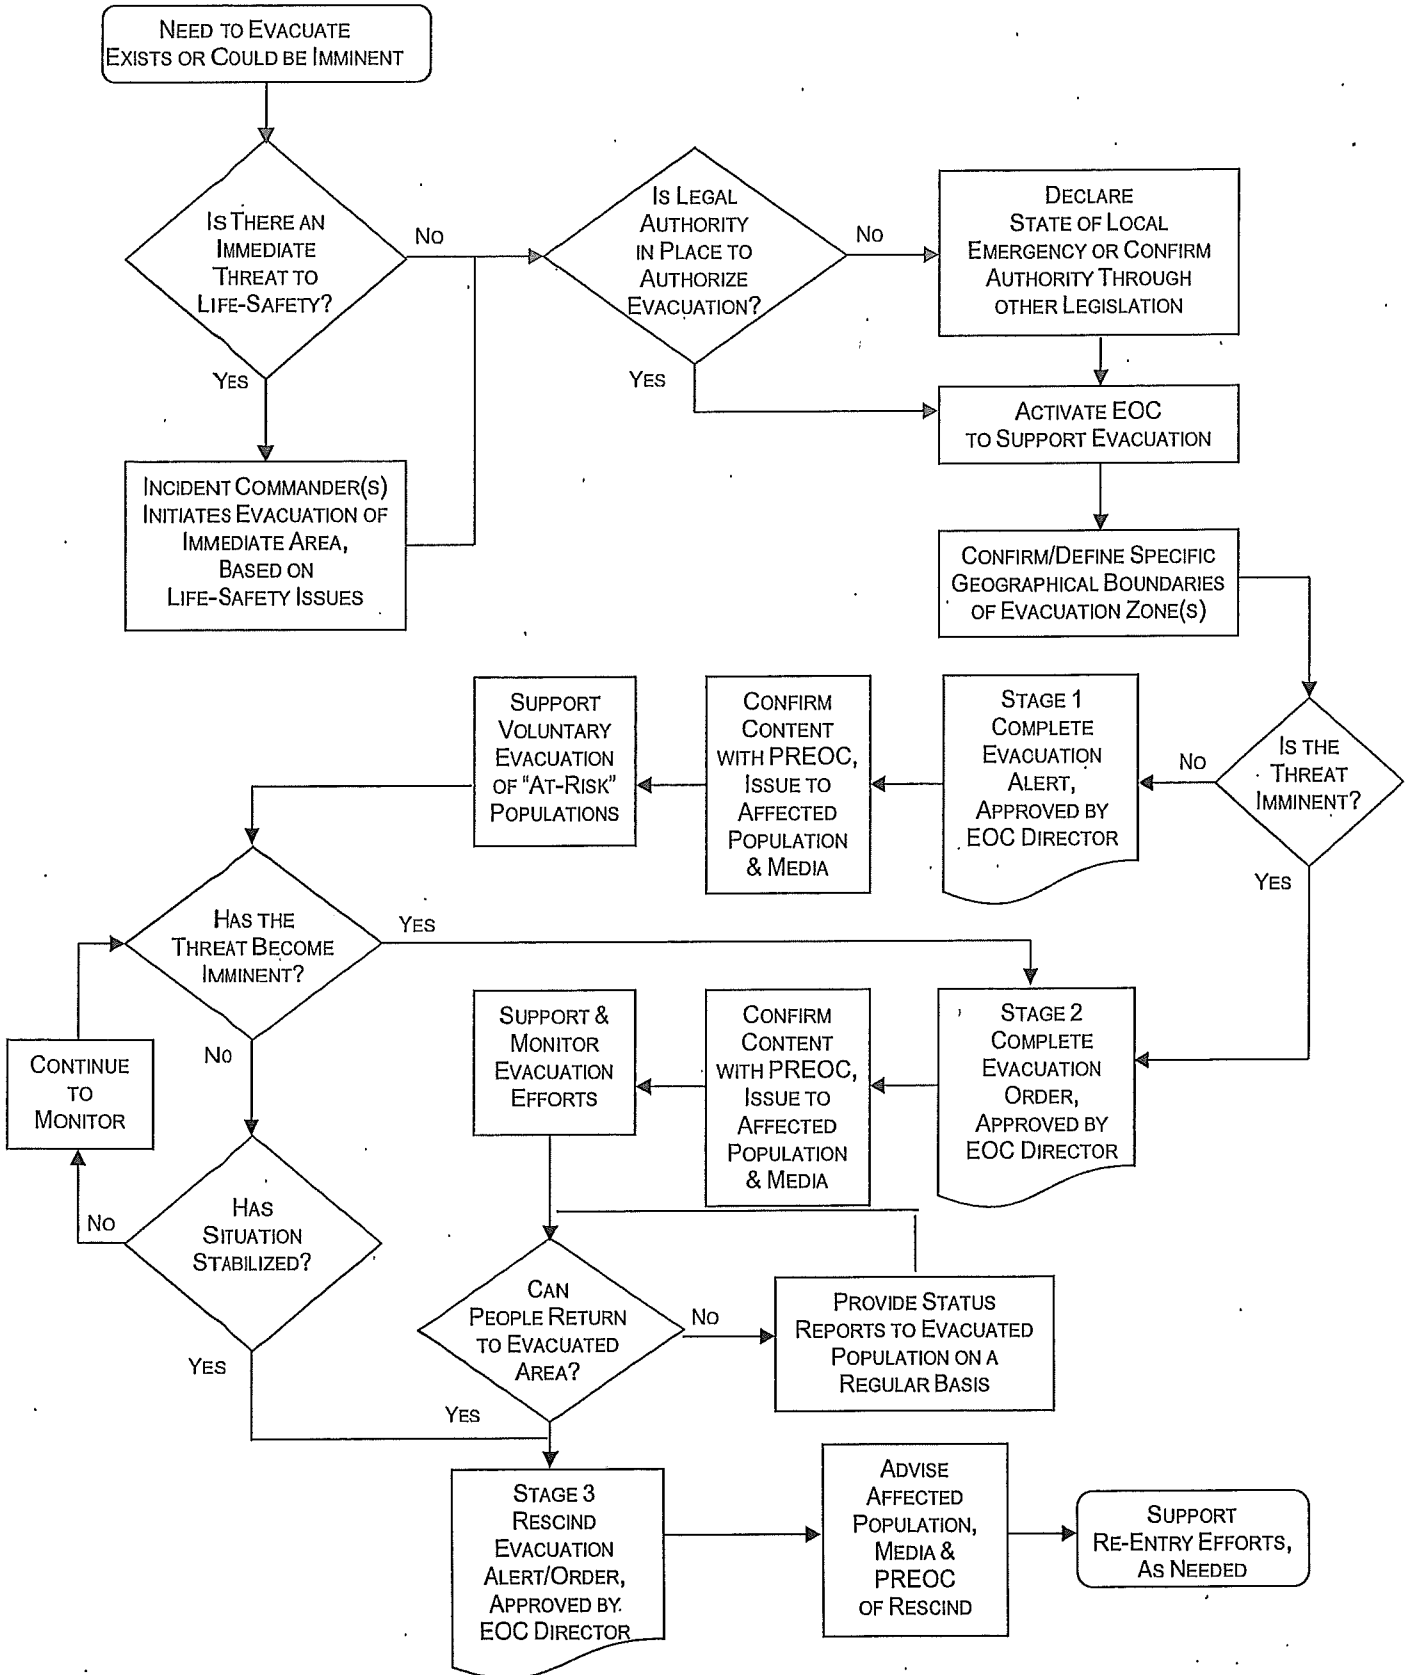 NEED TO EVACUATE
EXISTS OR COULD BE IMMINENT
IS THERE AN
IMMEDIATE
THREAT TO
LIFE-SAFETY?
NO
YES
INCIDENT COMMANDER(S)
INITIATES EVACUATION OF
IMMEDIATE AREA,
BASED ON
LIFE-SAFETY ISSUES
IS LEGAL
AUTHORITY
IN PLACE TO
AUTHORIZE
EVACUATION?
NO
YES
DECLARE
STATE OF LOCAL
EMERGENCY OR CONFIRM
AUTHORITY THROUGH
OTHER LEGISLATION
ACTIVATE EOC
TO SUPPORT EVACUATION
CONFIRM/DEFINE SPECIFIC
GEOGRAPHICAL BOUNDARIES
OF EVACUATION ZONE(S)
IS THE
THREAT
IMMINENT?
NO
YES
STAGE 1
COMPLETE
EVACUATION
ALERT,
APPROVED BY
EOC DIRECTOR
CONFIRM
CONTENT
WITH PREOC,
ISSUE TO
AFFECTED
POPULATION
& MEDIA
SUPPORT
VOLUNTARY
EVACUATION
OF "AT-RISK"
POPULATIONS
HAS THE
THREAT BECOME
IMMINENT?
YES
NO
CONTINUE
TO
MONITOR
HAS
SITUATION
STABILIZED?
NO
YES
STAGE 2
COMPLETE
EVACUATION
ORDER,
APPROVED BY
EOC DIRECTOR
CONFIRM
CONTENT
WITH PREOC,
ISSUE TO
AFFECTED
POPULATION
& MEDIA
SUPPORT &
MONITOR
EVACUATION
EFFORTS
CAN
PEOPLE RETURN
TO EVACUATED
AREA?
NO
YES
PROVIDE STATUS
REPORTS TO EVACUATED
POPULATION ON A
REGULAR BASIS
STAGE 3
RESCIND
EVACUATION
ALERT/ORDER,
APPROVED BY
EOC DIRECTOR
ADVISE
AFFECTED
POPULATION,
MEDIA &
PREOC
OF RESCIND
SUPPORT
RE-ENTRY EFFORTS,
AS NEEDED